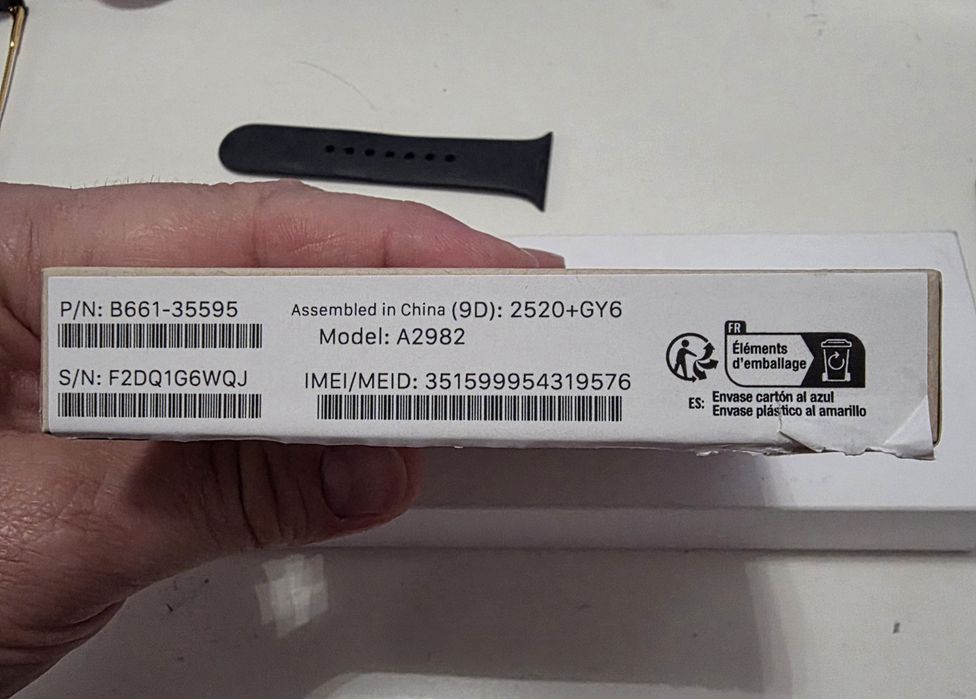 P/N: B661-35595
Assembled in China (9D): 2520+GY6
Model: A2982
S/N: F2DQ1G6WQJ
IMEI/MEID: 351599954319576
FR
Éléments
d'emballage
ES: Envase cartón al azul
Envase plástico al amarillo